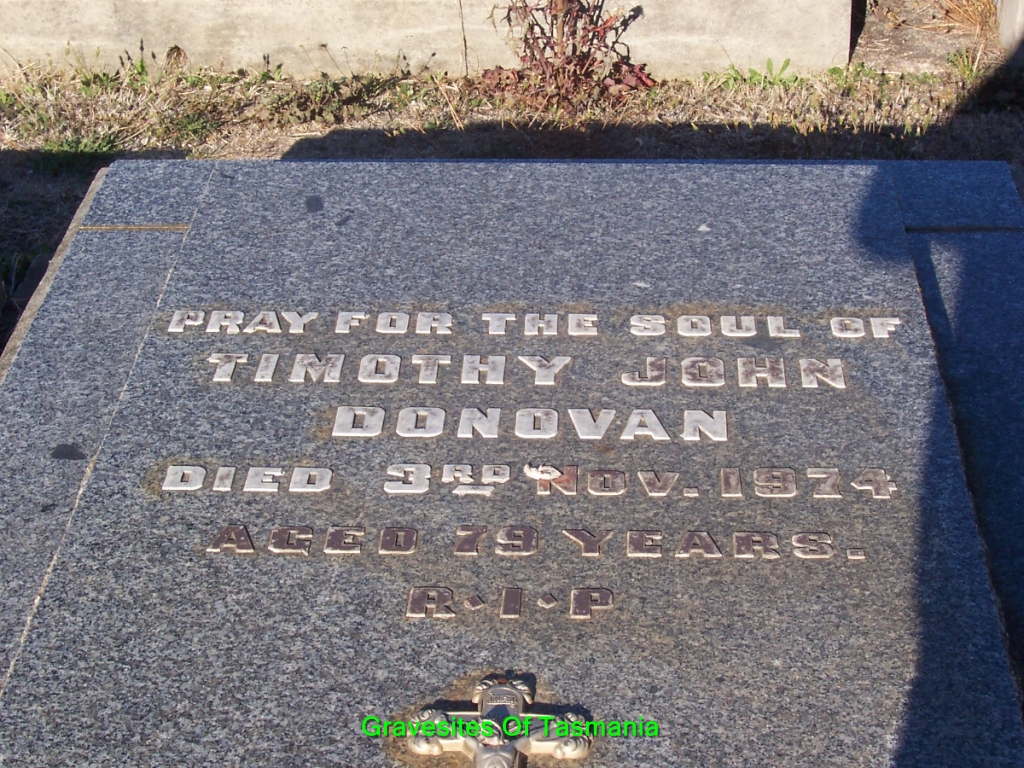 PRAY FOR THE SOUL OF
TIMOTHY JOHN
DONOVAN
DIED 3RD NOV. 1974
AGED 79 YEARS.
R·I·P
Gravesites Of Tasmania